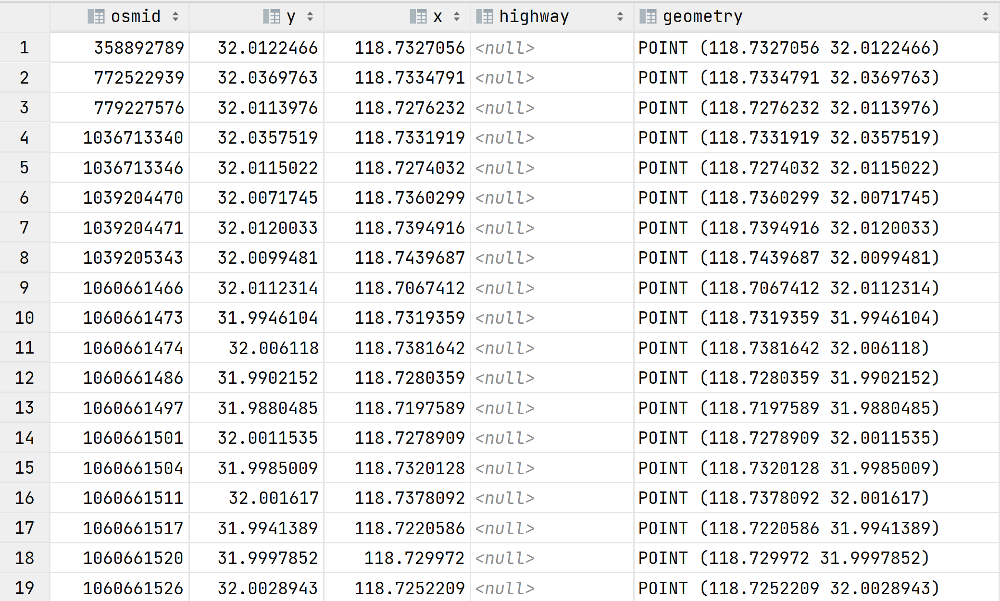 osmid y x highway geometry
1 358892789 32.0122466 118.7327056 <null> POINT (118.7327056 32.0122466)
2 772522939 32.0369763 118.7334791 <null> POINT (118.7334791 32.0369763)
3 779227576 32.0113976 118.7276232 <null> POINT (118.7276232 32.0113976)
4 1036713340 32.0357519 118.7331919 <null> POINT (118.7331919 32.0357519)
5 1036713346 32.0115022 118.7274032 <null> POINT (118.7274032 32.0115022)
6 1039204470 32.0071745 118.7360299 <null> POINT (118.7360299 32.0071745)
7 1039204471 32.0120033 118.7394916 <null> POINT (118.7394916 32.0120033)
8 1039205343 32.0099481 118.7439687 <null> POINT (118.7439687 32.0099481)
9 1060661466 32.0112314 118.7067412 <null> POINT (118.7067412 32.0112314)
10 1060661473 31.9946104 118.7319359 <null> POINT (118.7319359 31.9946104)
11 1060661474 32.006118 118.7381642 <null> POINT (118.7381642 32.006118)
12 1060661486 31.9902152 118.7280359 <null> POINT (118.7280359 31.9902152)
13 1060661497 31.9880485 118.7197589 <null> POINT (118.7197589 31.9880485)
14 1060661501 32.0011535 118.7278909 <null> POINT (118.7278909 32.0011535)
15 1060661504 31.9985009 118.7320128 <null> POINT (118.7320128 31.9985009)
16 1060661511 32.001617 118.7378092 <null> POINT (118.7378092 32.001617)
17 1060661517 31.9941389 118.7220586 <null> POINT (118.7220586 31.9941389)
18 1060661520 31.9997852 118.729972 <null> POINT (118.729972 31.9997852)
19 1060661526 32.0028943 118.7252209 <null> POINT (118.7252209 32.0028943)